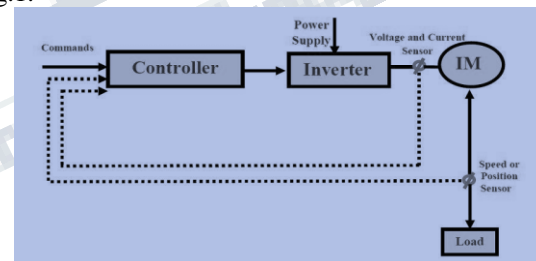 Power
Supply
Voltage and Current
Sensor
Commands
Controller
Inverter
IM
Speed or
Position
Sensor
Load